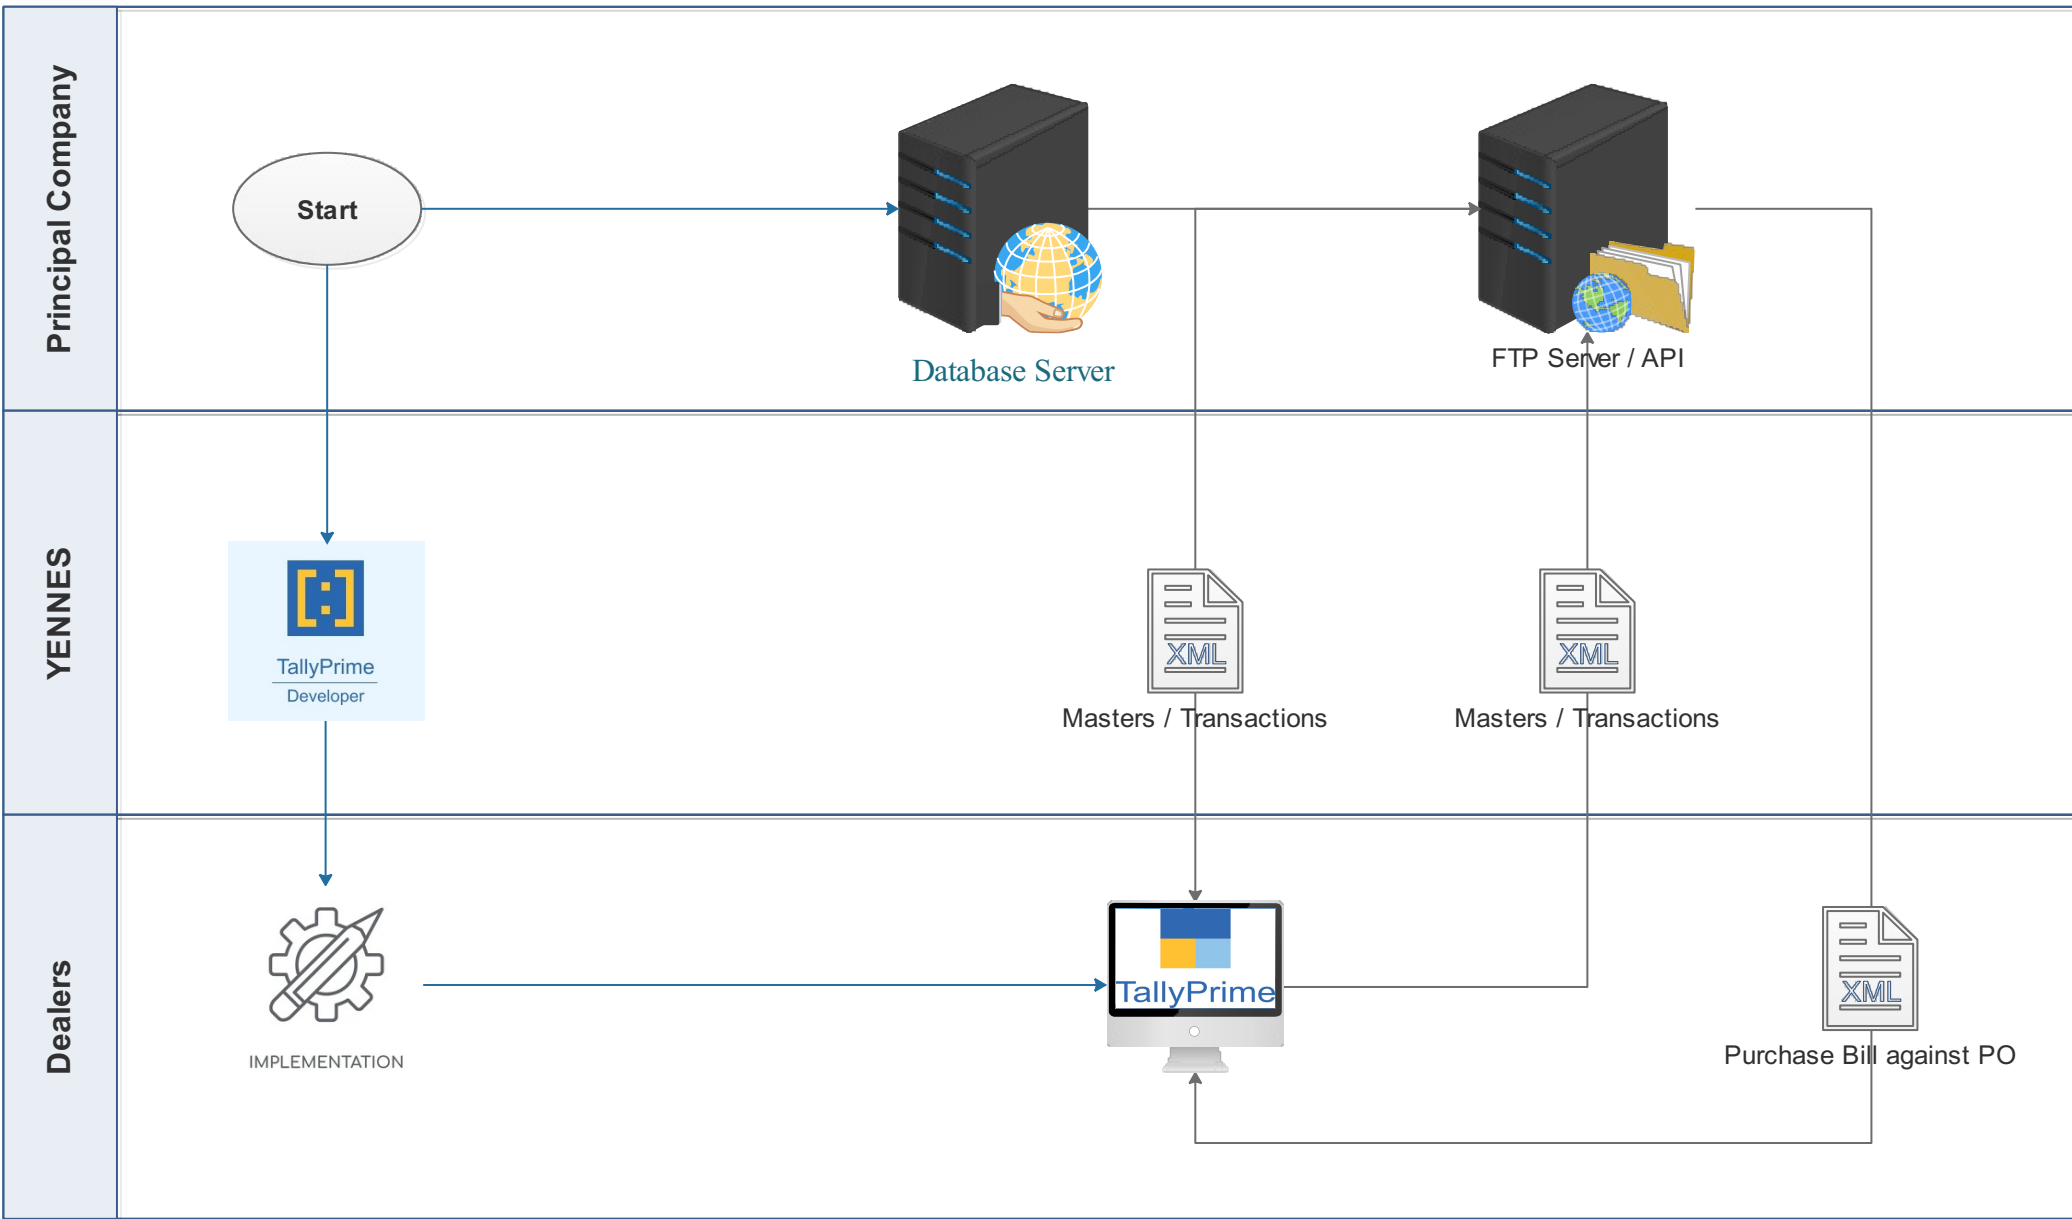 Principal Company
Start
Database Server
FTP Server / API
YENNES
TallyPrime
Developer
XML
Masters / Transactions
XML
Masters / Transactions
Dealers
IMPLEMENTATION
TallyPrime
XML
Purchase Bill against PO